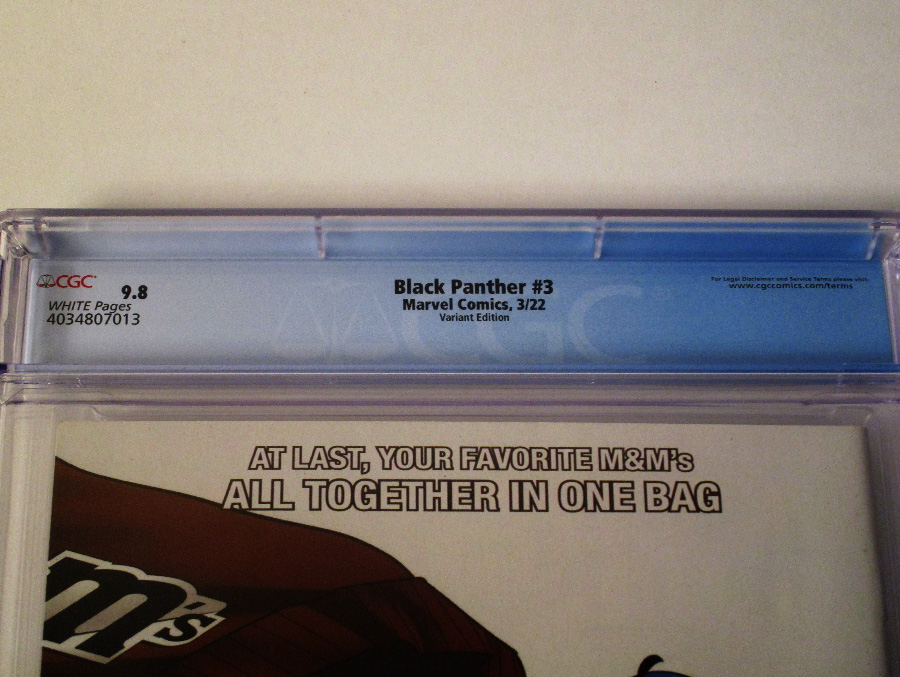 CGC
9.8
WHITE Pages
4034807013
Black Panther #3
Marvel Comics, 3/22
Variant Edition
For Legal Disclaimer and Service Terms please visit:
www.cgccomics.com/terms
CGC
AT LAST, YOUR FAVORITE M&M's
ALL TOGETHER IN ONE BAG
m's